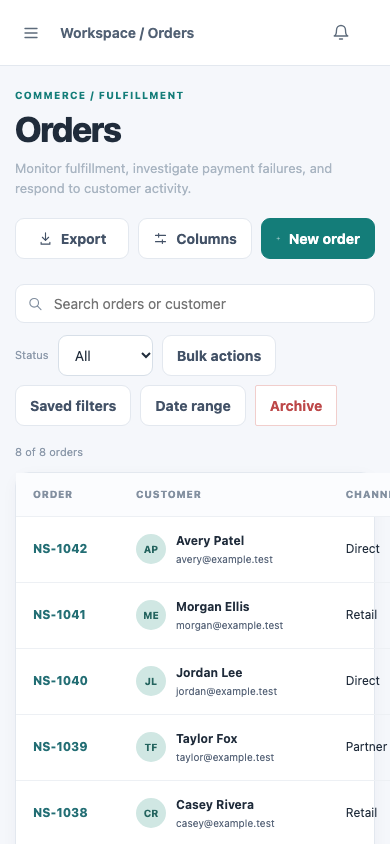 Workspace / Orders
COMMERCE / FULFILLMENT
Orders
Monitor fulfillment, investigate payment failures, and
respond to customer activity.
Export
Columns
New order
Search orders or customer
Status
All
Bulk actions
Saved filters
Date range
Archive
8 of 8 orders
ORDER CUSTOMER CHANN
NS-1042 AP Avery Patel Direct
avery@example.test
NS-1041 ME Morgan Ellis Retail
morgan@example.test
NS-1040 JL Jordan Lee Direct
jordan@example.test
NS-1039 TF Taylor Fox Partner
taylor@example.test
NS-1038 CR Casey Rivera Retail
casey@example.test